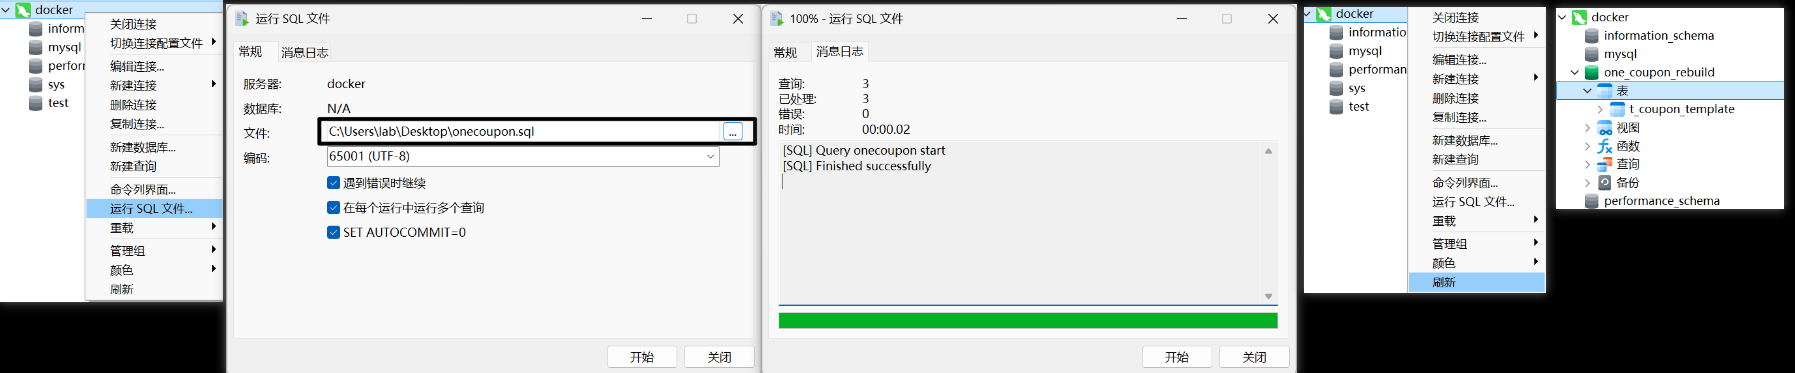 docker
inform
mysql
perfor
sys
test
关闭连接
切换连接配置文件
编辑连接...
新建连接
删除连接
复制连接...
新建数据库...
新建查询
命令列界面...
运行 SQL 文件...
重载
管理组
颜色
刷新
运行 SQL 文件
常规 消息日志
服务器: docker
数据库: N/A
文件: C:\Users\lab\Desktop\onecoupon.sql ...
编码: 65001 (UTF-8)
遇到错误时继续
在每个运行中运行多个查询
SET AUTOCOMMIT=0
开始 关闭
100% - 运行 SQL 文件
常规 消息日志
查询: 3
已处理: 3
错误: 0
时间: 00:00.02
[SQL] Query onecoupon start
[SQL] Finished successfully
开始 关闭
docker
informatio
mysql
performan
sys
test
关闭连接
切换连接配置文件
编辑连接...
新建连接
删除连接
复制连接...
新建数据库...
新建查询
命令列界面...
运行 SQL 文件...
重载
管理组
颜色
刷新
docker
information_schema
mysql
one_coupon_rebuild
表
t_coupon_template
视图
函数
查询
备份
performance_schema